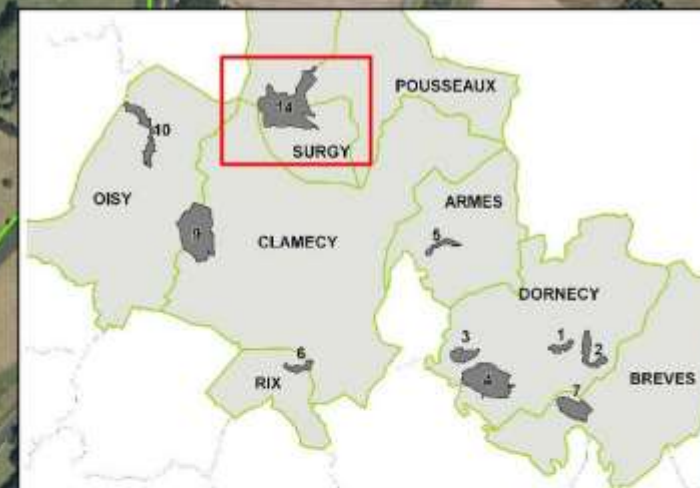 POUSSEAUX
14
10
SURGY
OISY
ARMES
9
CLAMECY
5
DORNECY
3
1
2
6
4
RIX
7
BREVES